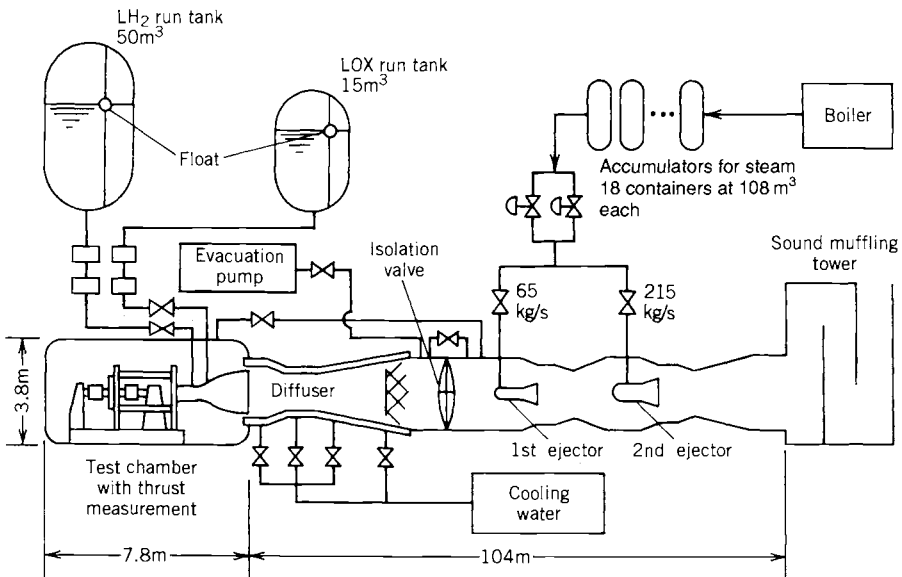 LH₂ run tank
50m³
LOX run tank
15m³
Float
Boiler
Accumulators for steam
18 containers at 108 m³
each
Evacuation
pump
Isolation
valve
65
kg/s
215
kg/s
Sound muffling
tower
3.8m
Diffuser
1st ejector
2nd ejector
Test chamber
with thrust
measurement
Cooling
water
7.8m
104m